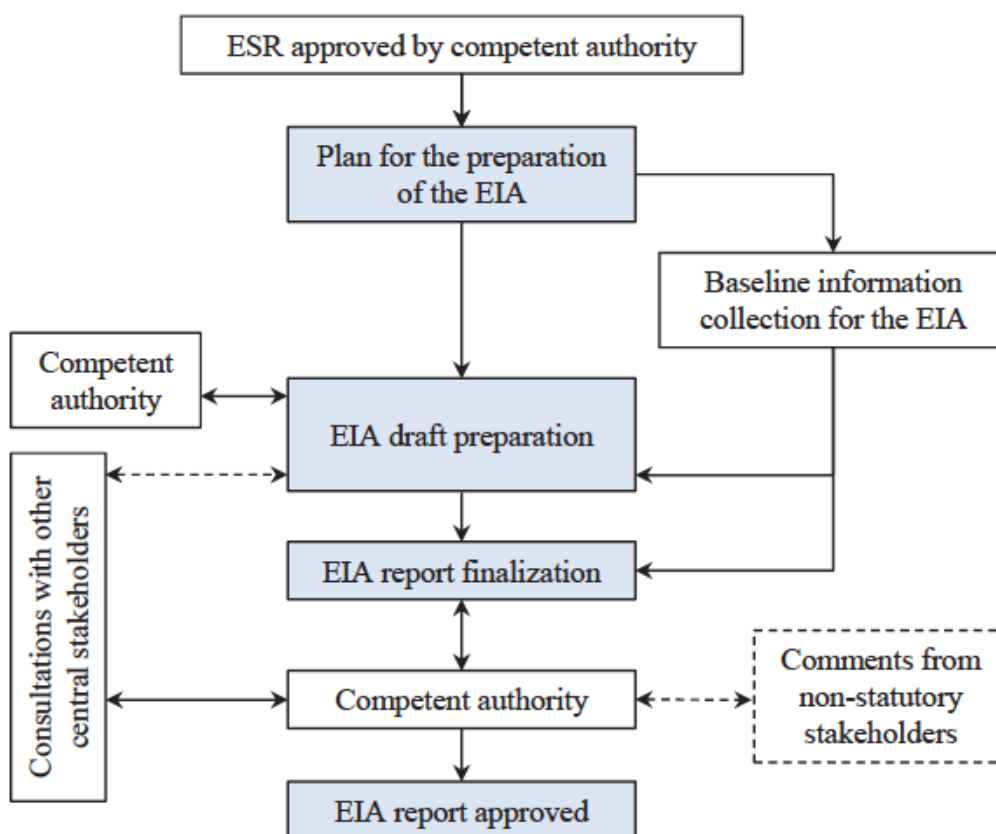 ESR approved by competent authority
Plan for the preparation
of the EIA
Baseline information
collection for the EIA
Competent
authority
EIA draft preparation
Consultations with other
central stakeholders
EIA report finalization
Comments from
non-statutory
stakeholders
Competent authority
EIA report approved